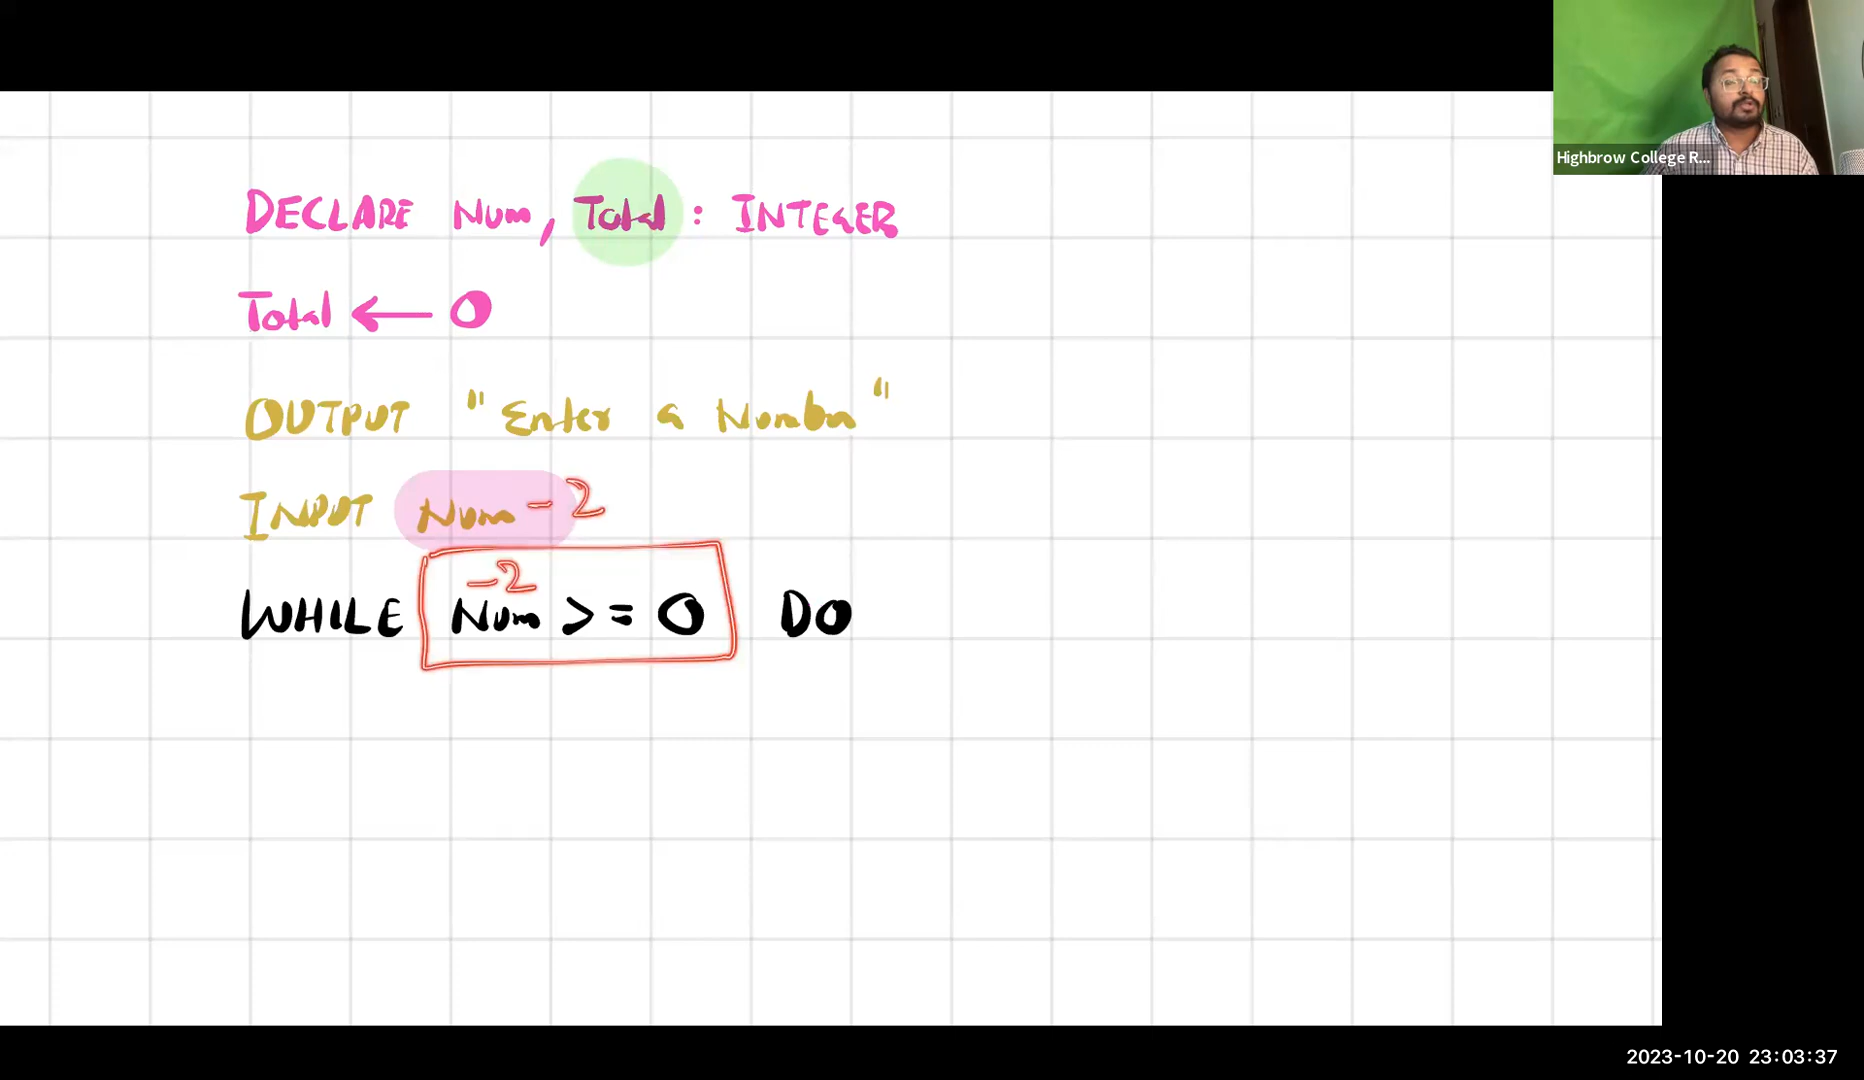 Highbrow College R...
DECLARE Num, Total : INTEGER
Total ← 0
OUTPUT "Enter a Number"
INPUT Num -2
-2
WHILE Num >= 0 DO
2023-10-20 23:03:37